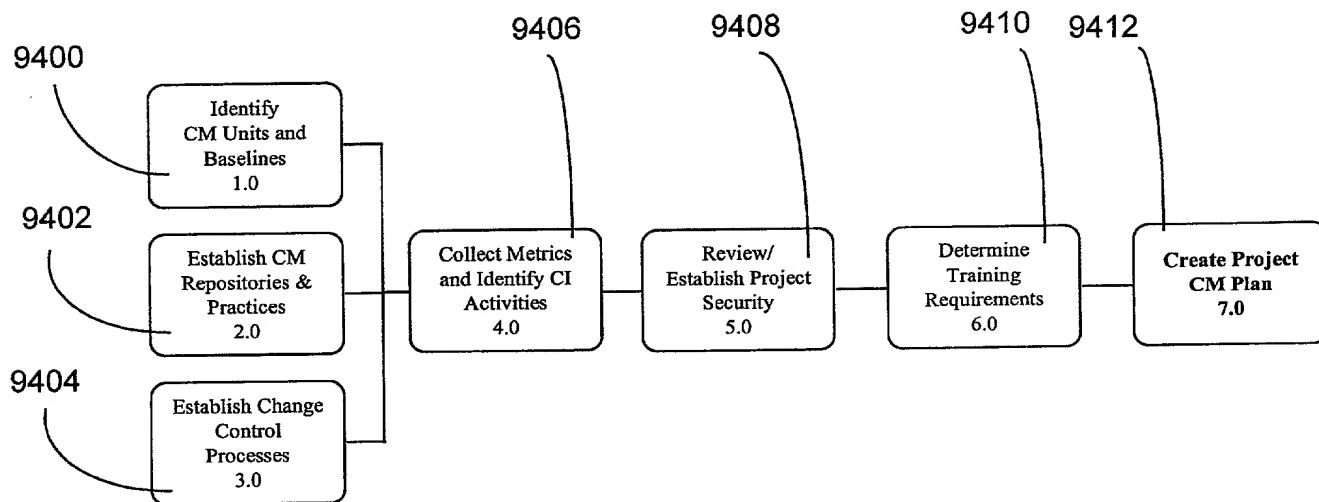 9400
Identify
CM Units and
Baselines
1.0
9402
Establish CM
Repositories &
Practices
2.0
9404
Establish Change
Control
Processes
3.0
9406
Collect Metrics
and Identify CI
Activities
4.0
9408
Review/
Establish Project
Security
5.0
9410
Determine
Training
Requirements
6.0
9412
Create Project
CM Plan
7.0